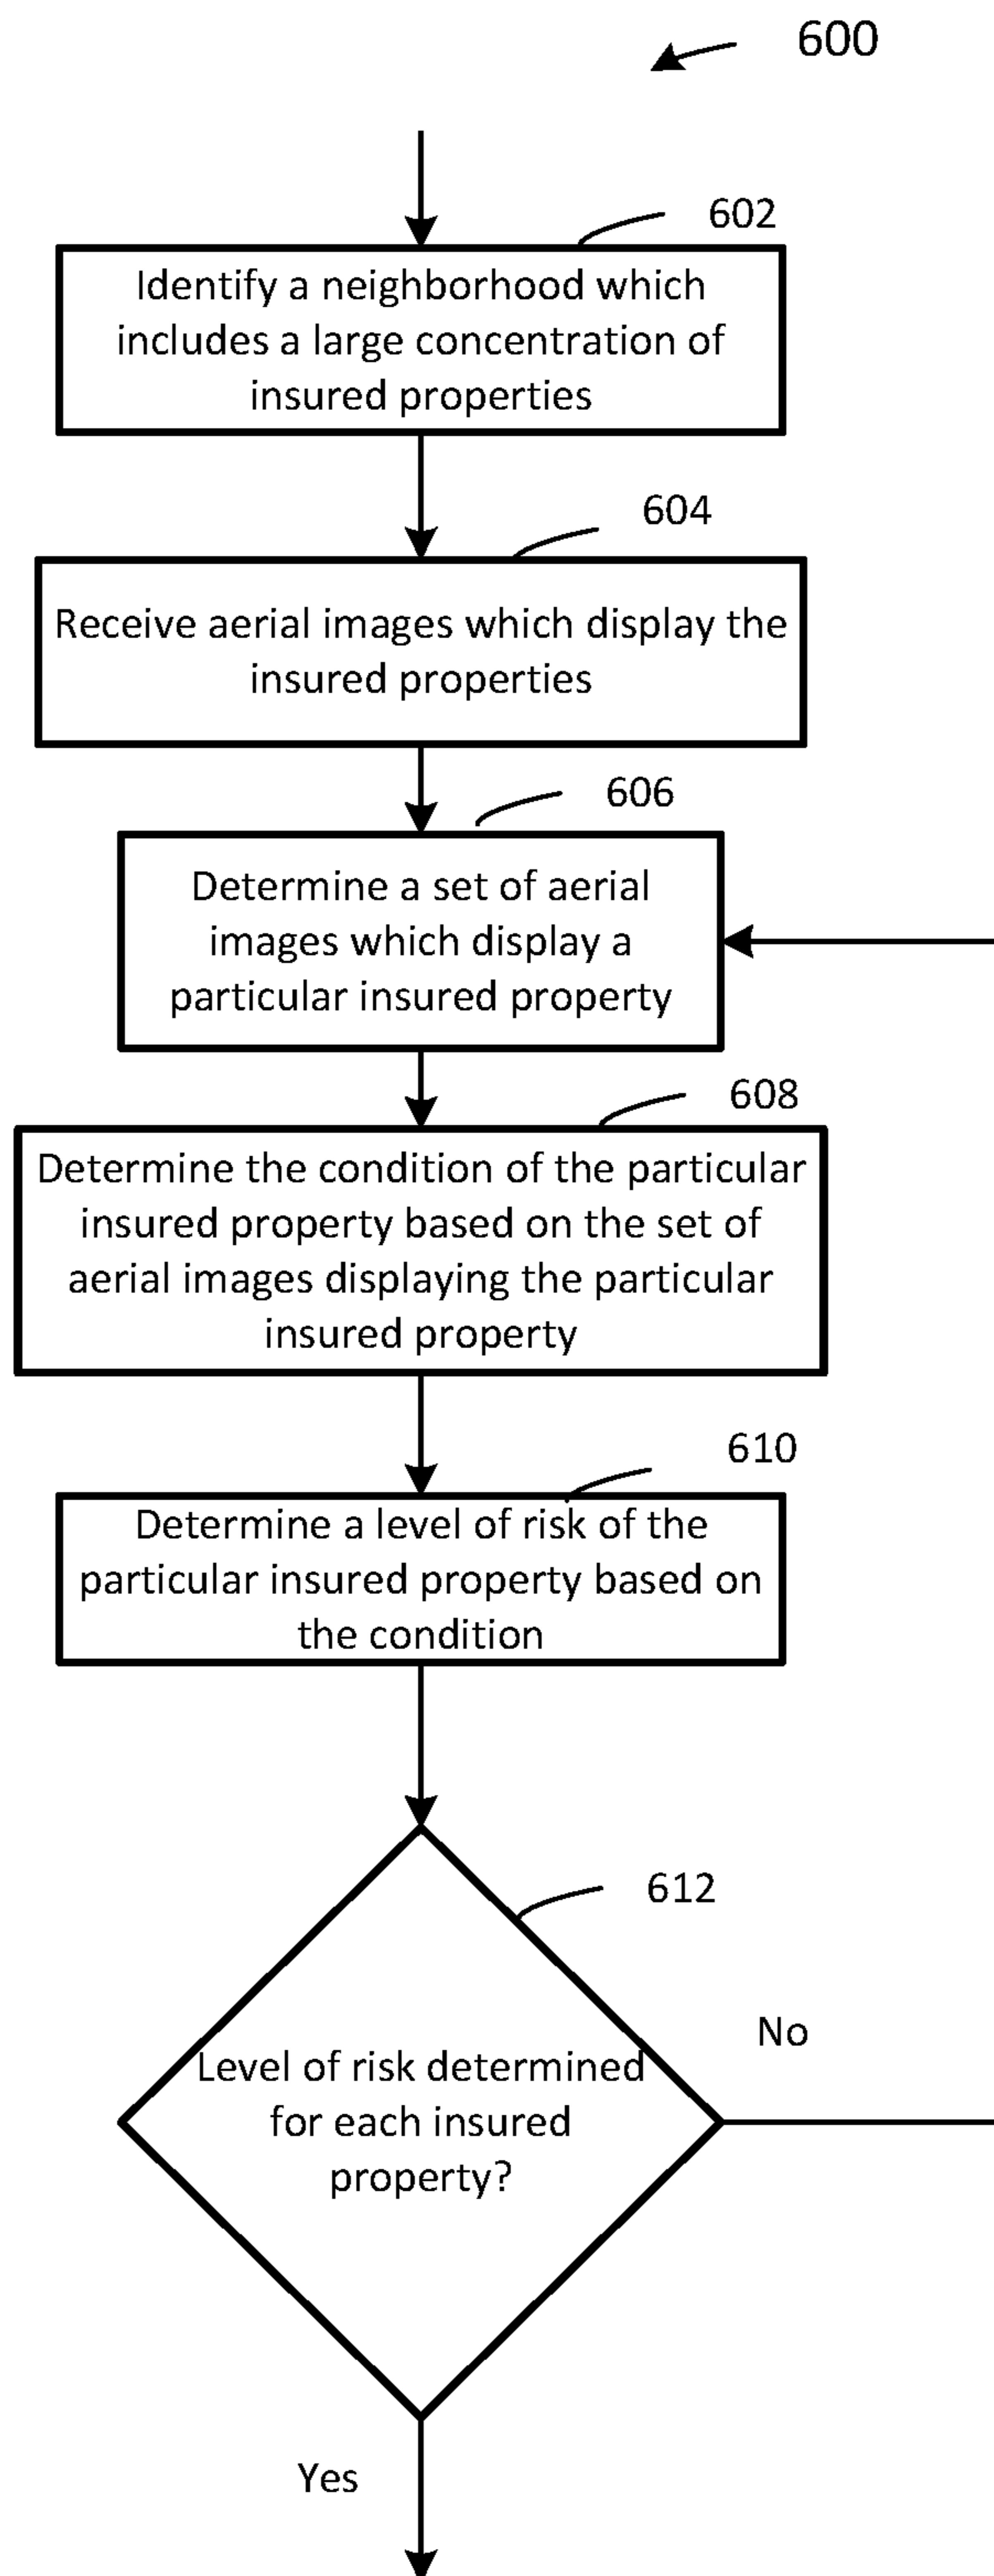 600
602
Identify a neighborhood which
includes a large concentration of
insured properties
604
Receive aerial images which display the
insured properties
606
Determine a set of aerial
images which display a
particular insured property
608
Determine the condition of the particular
insured property based on the set of
aerial images displaying the particular
insured property
610
Determine a level of risk of the
particular insured property based on
the condition
612
Level of risk determined
for each insured
property?
No
Yes